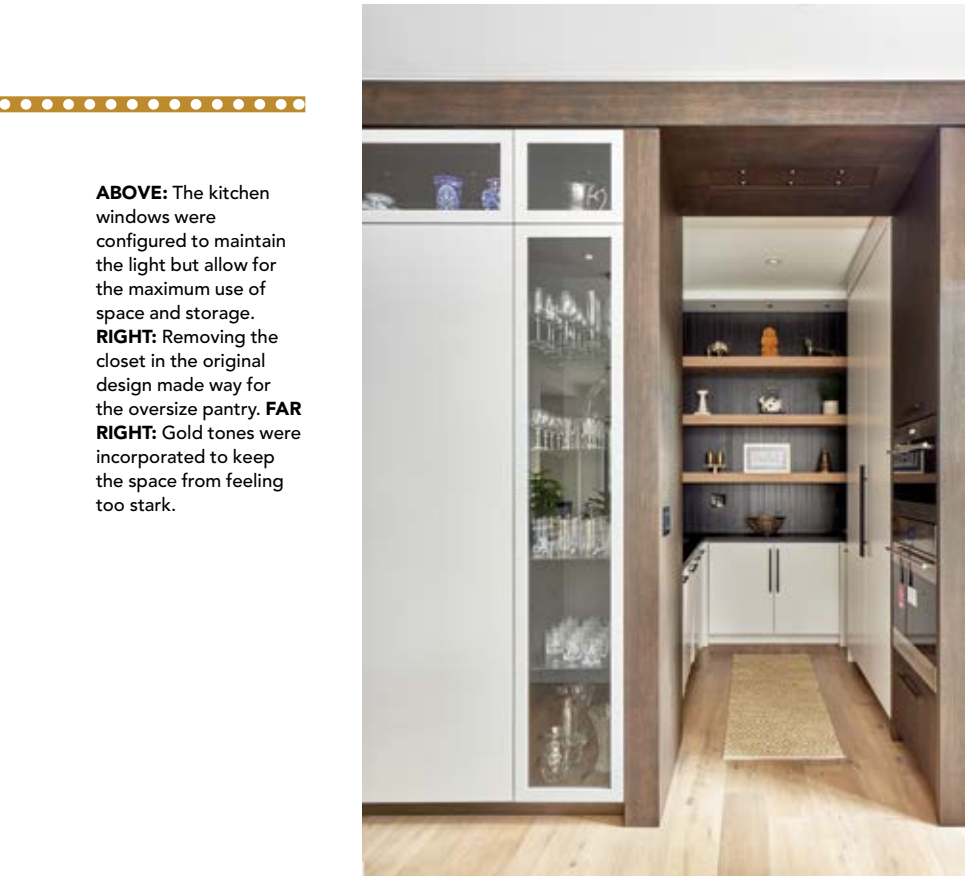 ABOVE: The kitchen
windows were
configured to maintain
the light but allow for
the maximum use of
space and storage.
RIGHT: Removing the
closet in the original
design made way for
the oversize pantry. FAR
RIGHT: Gold tones were
incorporated to keep
the space from feeling
too stark.